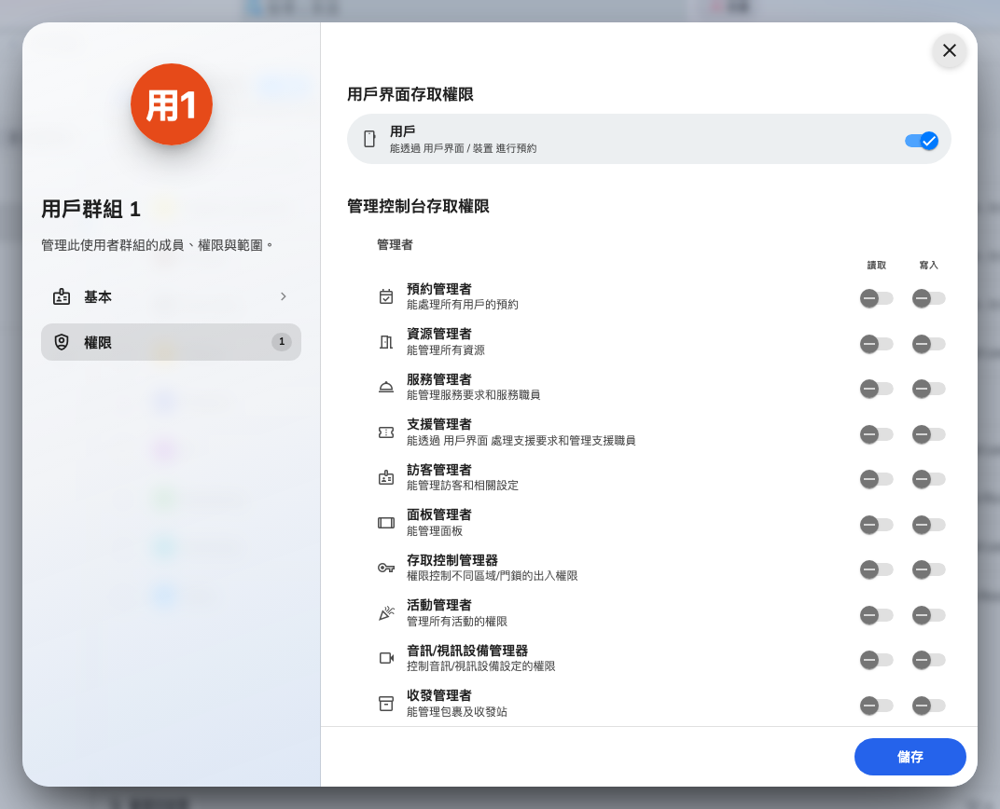 用1
用戶群組 1
管理此使用者群組的成員、權限與範圍。
基本
權限
1
用戶界面存取權限
用戶
能透過 用戶界面 / 裝置 進行預約
管理控制台存取權限
管理者
讀取
寫入
預約管理者
能處理所有用戶的預約
資源管理者
能管理所有資源
服務管理者
能管理服務要求和服務職員
支援管理者
能透過 用戶界面 處理支援要求和管理支援職員
訪客管理者
能管理訪客和相關設定
面板管理者
能管理面板
存取控制管理器
權限控制不同區域/門鎖的出入權限
活動管理者
管理所有活動的權限
音訊/視訊設備管理器
控制音訊/視訊設備設定的權限
收發管理者
能管理包裹及收發站
儲存